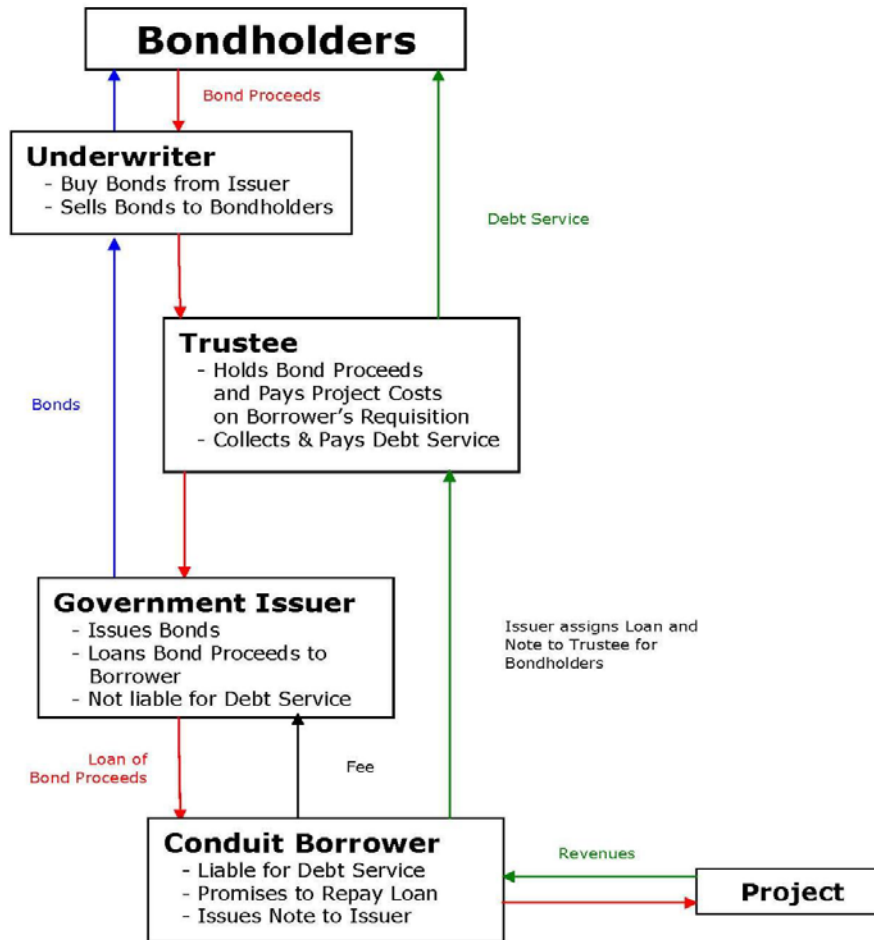 Bondholders
Bond Proceeds
Underwriter
- Buy Bonds from Issuer
- Sells Bonds to Bondholders
Debt Service
Trustee
- Holds Bond Proceeds
and Pays Project Costs
on Borrower's Requisition
- Collects & Pays Debt Service
Bonds
Government Issuer
- Issues Bonds
- Loans Bond Proceeds to
Borrower
- Not liable for Debt Service
Issuer assigns Loan and
Note to Trustee for
Bondholders
Loan of
Bond Proceeds
Fee
Conduit Borrower
- Liable for Debt Service
- Promises to Repay Loan
- Issues Note to Issuer
Revenues
Project